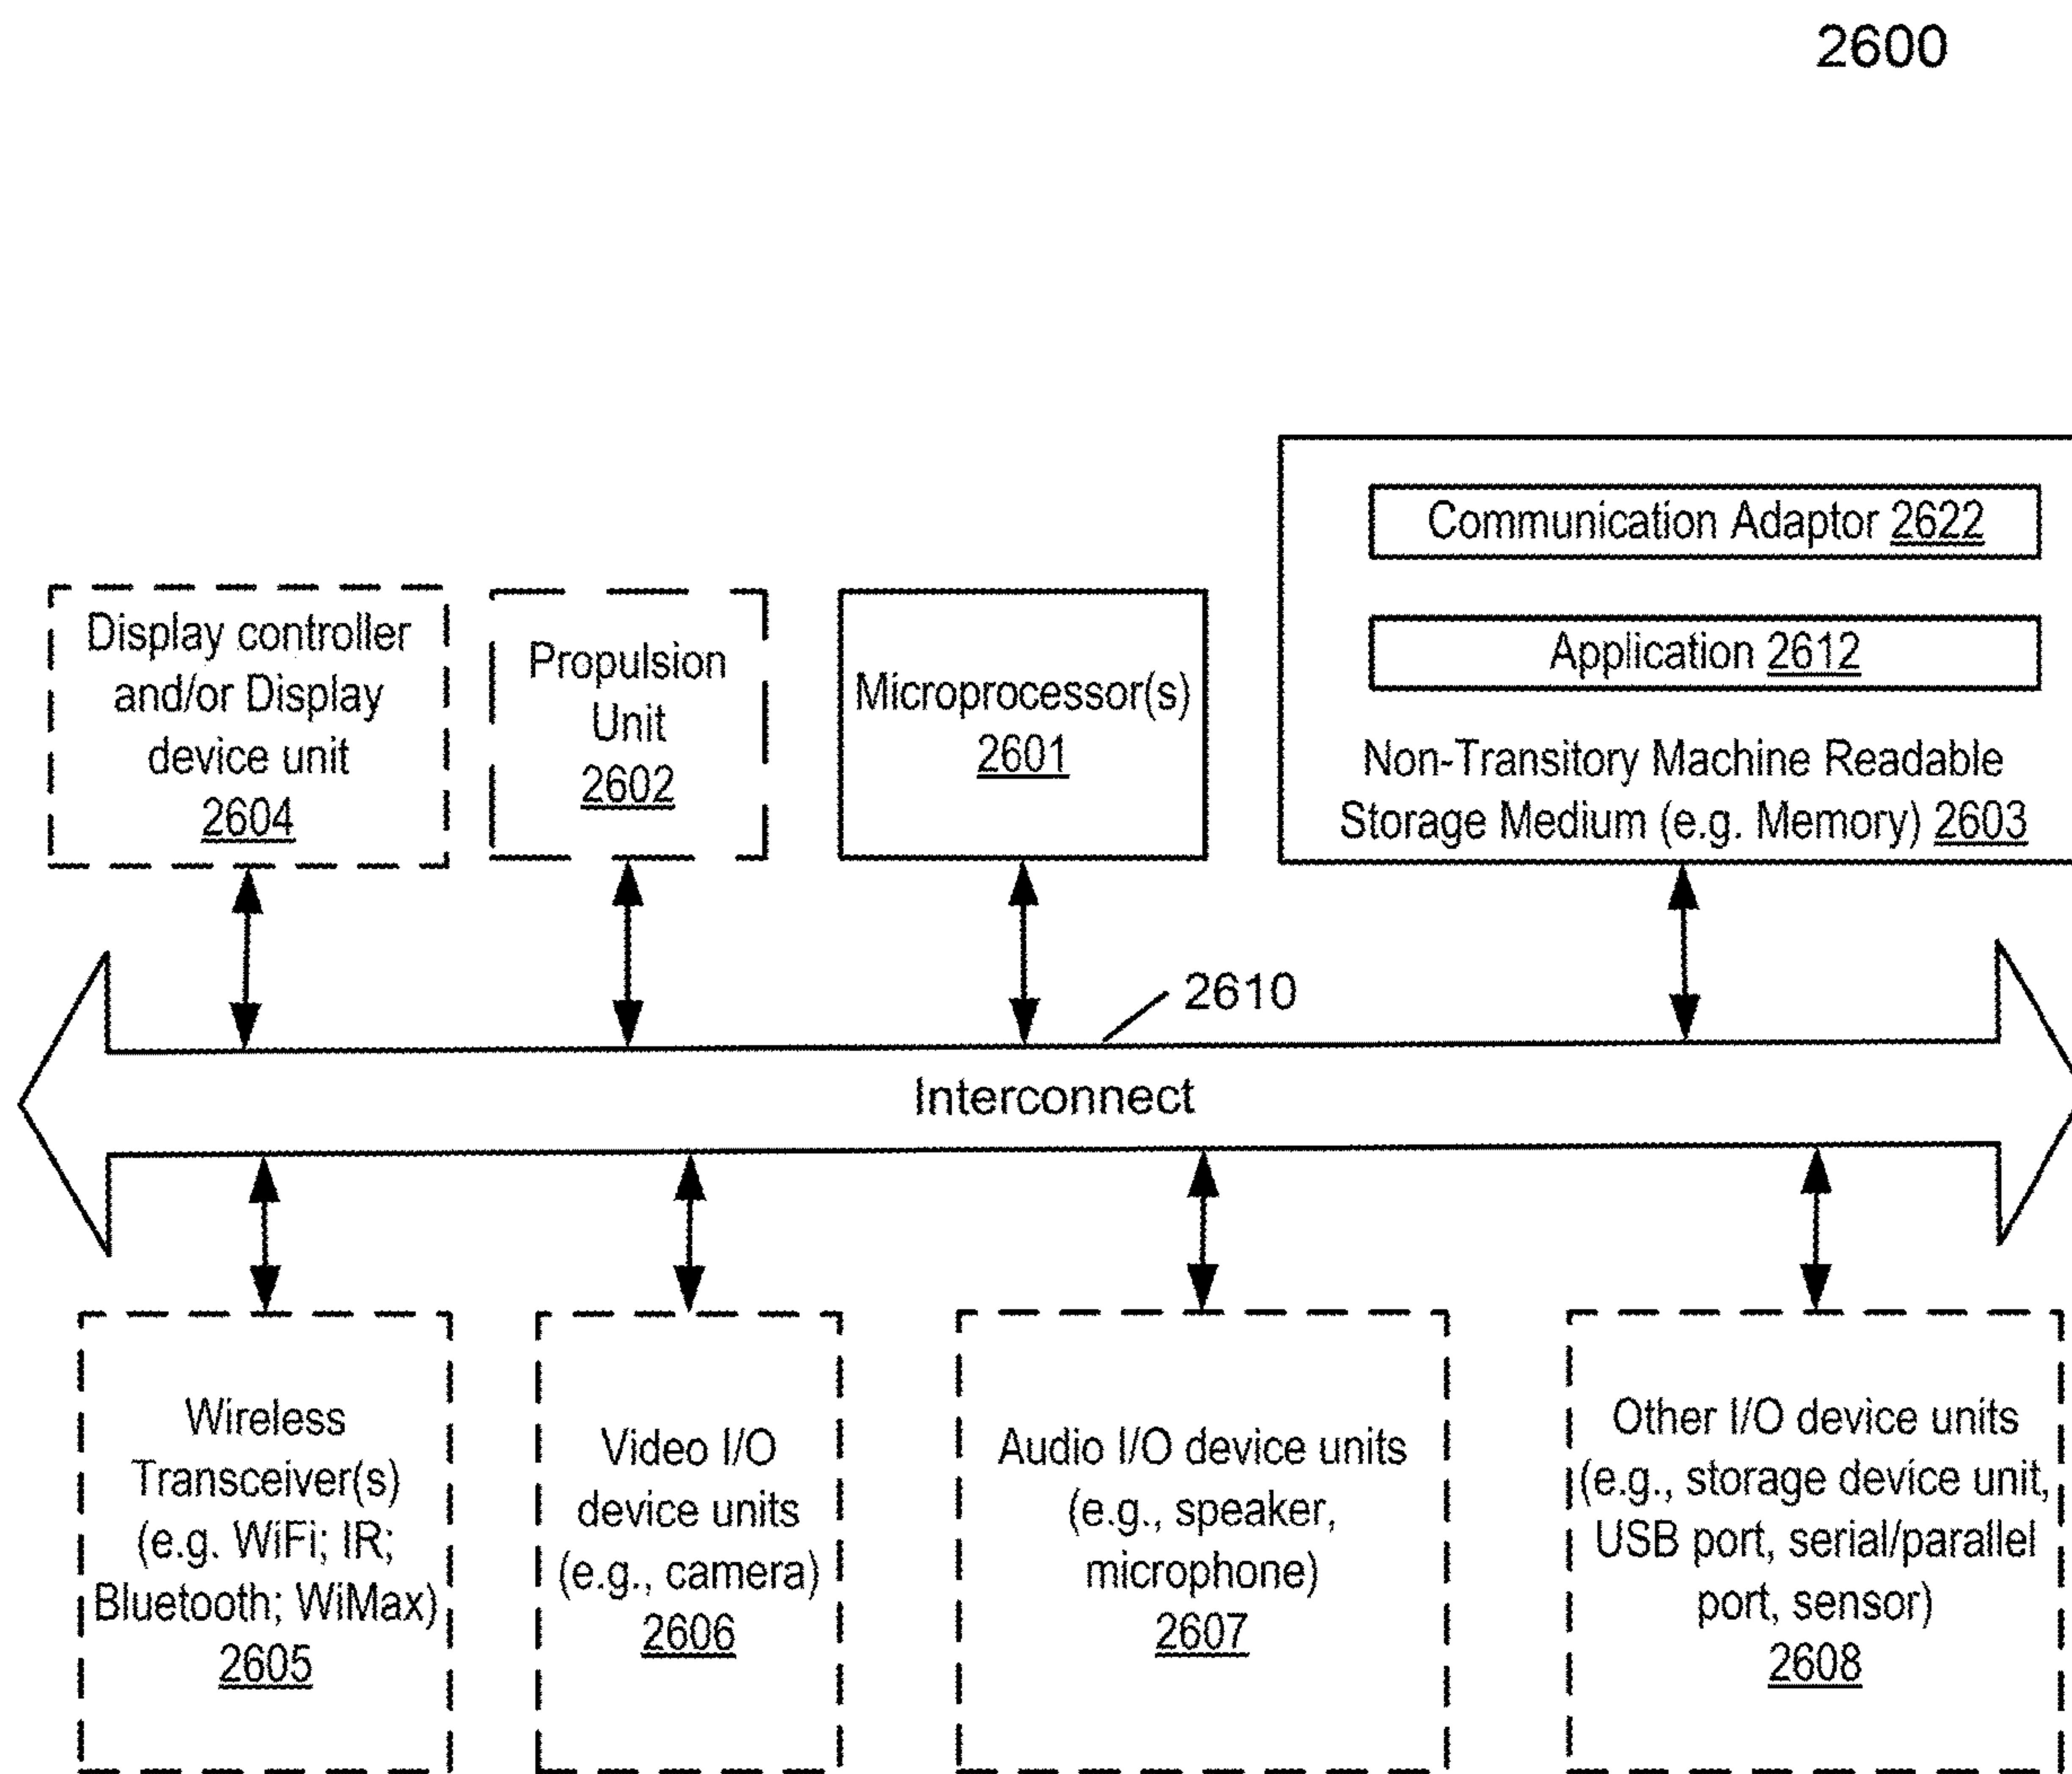 2600
Communication Adaptor 2622
Application 2612
Non-Transitory Machine Readable
Storage Medium (e.g. Memory) 2603
Display controller
and/or Display
device unit
2604
Propulsion
Unit
2602
Microprocessor(s)
2601
2610
Interconnect
Wireless
Transceiver(s)
(e.g. WiFi; IR;
Bluetooth; WiMax)
2605
Video I/O
device units
(e.g., camera)
2606
Audio I/O device units
(e.g., speaker,
microphone)
2607
Other I/O device units
(e.g., storage device unit,
USB port, serial/parallel
port, sensor)
2608